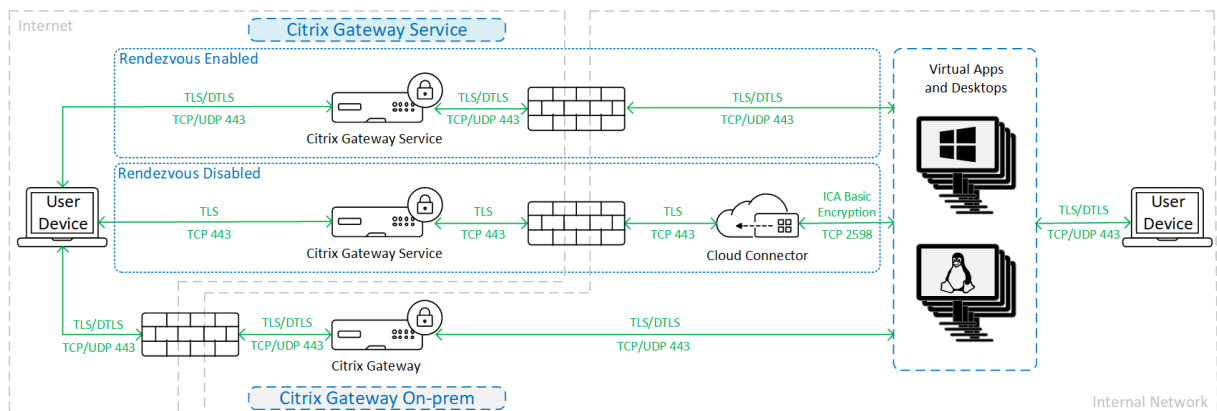 Internet
Citrix Gateway Service
Rendezvous Enabled
TLS/DTLS
TCP/UDP 443
Citrix Gateway Service
TLS/DTLS
TCP/UDP 443
TLS/DTLS
TCP/UDP 443
Virtual Apps
and Desktops
Rendezvous Disabled
User
Device
TLS
TCP 443
Citrix Gateway Service
TLS
TCP 443
TLS
TCP 443
Cloud Connector
ICA Basic
Encryption
TCP 2598
TLS/DTLS
TCP/UDP 443
User
Device
TLS/DTLS
TCP/UDP 443
TLS/DTLS
TCP/UDP 443
Citrix Gateway
TLS/DTLS
TCP/UDP 443
Citrix Gateway On-prem
Internal Network